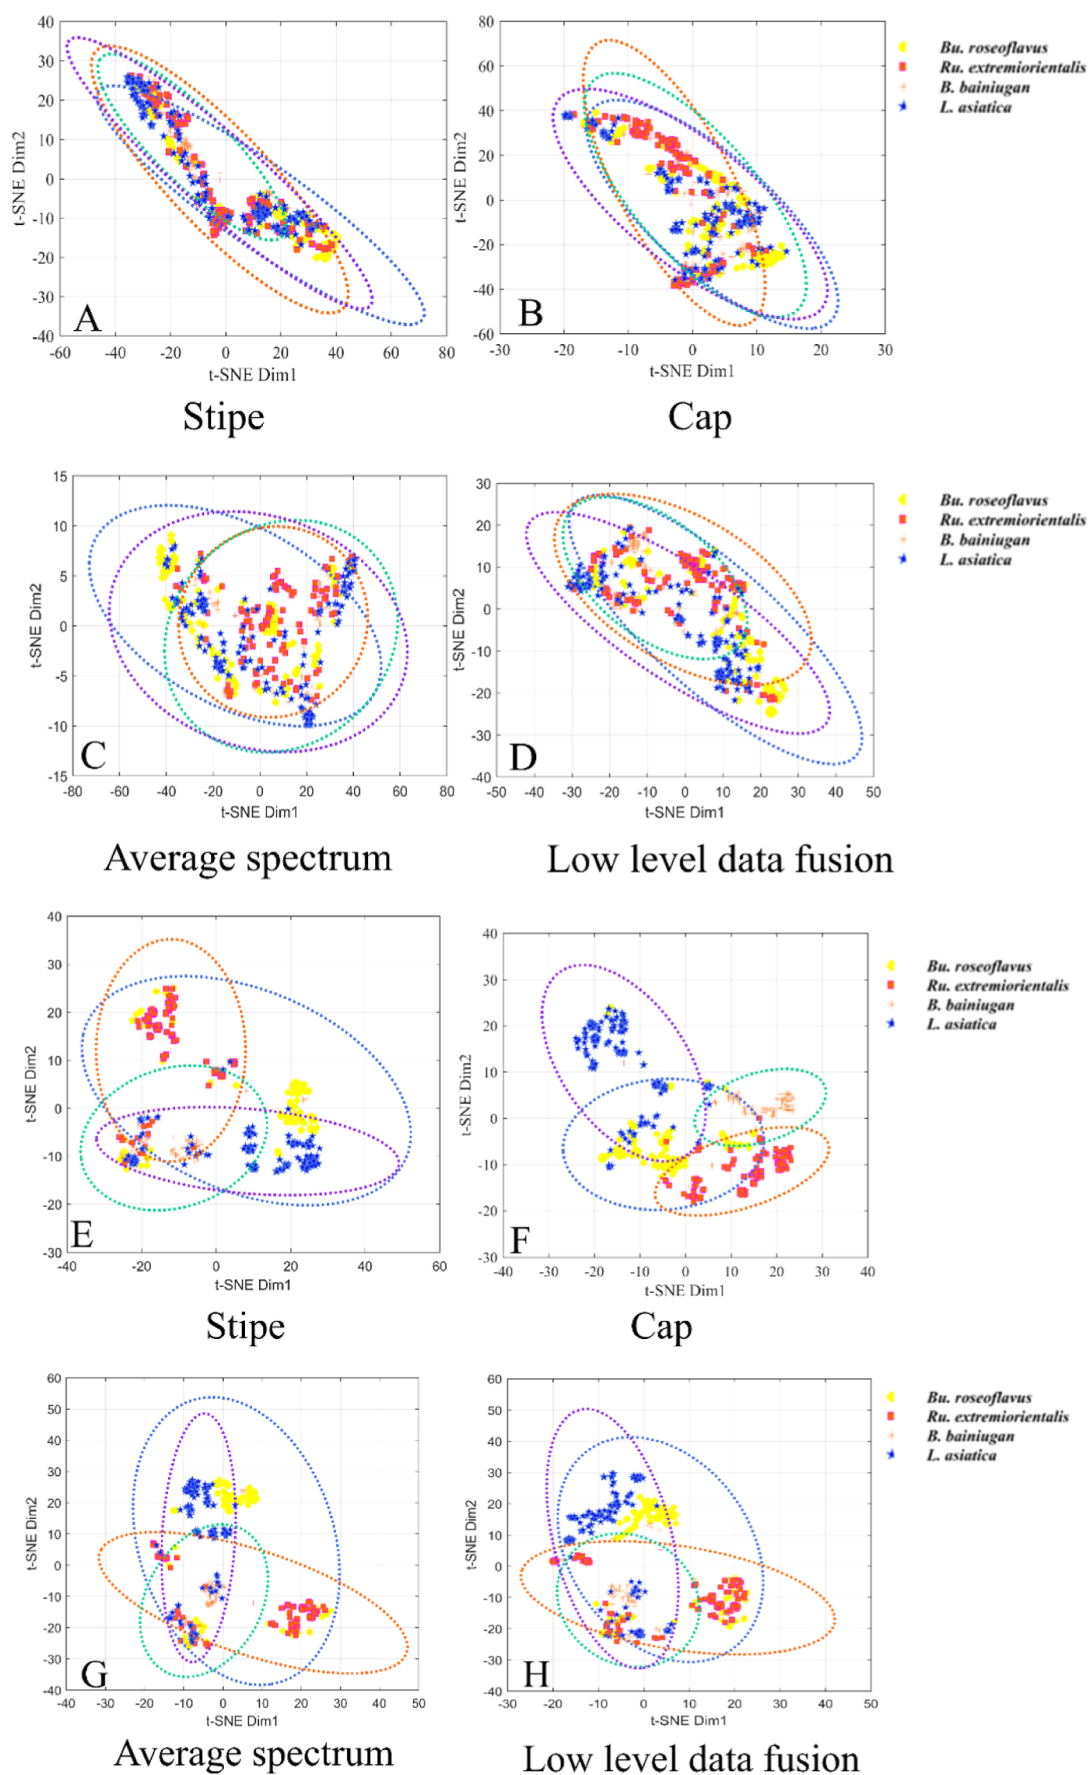 40
30
20
10
0
-10
-20
-30
-40
t-SNE Dim2
A
-60 -40 -20 0 20 40 60 80
t-SNE Dim1
Stipe
80
60
40
20
0
-20
-40
-60
t-SNE Dim2
B
-30 -20 -10 0 10 20 30
t-SNE Dim1
Cap
Bu. roseoflavus
Ru. extremiorientalis
B. bainiugan
L. asiatica
15
10
5
0
-5
-10
-15
t-SNE Dim2
C
-80 -60 -40 -20 0 20 40 60 80
t-SNE Dim1
Average spectrum
30
20
10
0
-10
-20
-30
-40
t-SNE Dim2
D
-50 -40 -30 -20 -10 0 10 20 30 40 50
t-SNE Dim1
Low level data fusion
Bu. roseoflavus
Ru. extremiorientalis
B. bainiugan
L. asiatica
40
30
20
10
0
-10
-20
-30
t-SNE Dim2
E
-40 -20 0 20 40 60
t-SNE Dim1
Stipe
40
30
20
10
0
-10
-20
-30
t-SNE Dim2
F
-40 -30 -20 -10 0 10 20 30 40
t-SNE Dim1
Cap
Bu. roseoflavus
Ru. extremiorientalis
B. bainiugan
L. asiatica
60
50
40
30
20
10
0
-10
-20
-30
-40
t-SNE Dim2
G
-40 -30 -20 -10 0 10 20 30 40 50
t-SNE Dim1
Average spectrum
60
50
40
30
20
10
0
-10
-20
-30
-40
t-SNE Dim2
H
-30 -20 -10 0 10 20 30 40 50
t-SNE Dim1
Low level data fusion
Bu. roseoflavus
Ru. extremiorientalis
B. bainiugan
L. asiatica